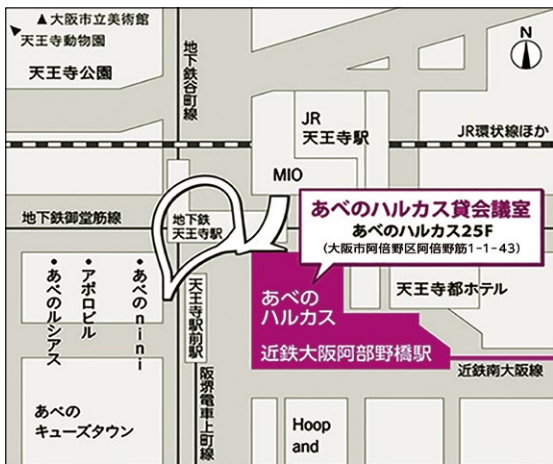 ▲大阪市立美術館
天王寺動物園
天王寺公園
地下鉄谷町線
N
JR
天王寺駅
JR環状線ほか
MIO
地下鉄御堂筋線
地下鉄
天王寺駅
あべのハルカス貸会議室
あべのハルカス25F
(大阪市阿倍野区阿倍野筋1-1-43)
・あべのルシアス
・アポロビル
・あべのnini
天王寺駅前駅
あべの
ハルカス
天王寺都ホテル
近鉄大阪阿部野橋駅
近鉄南大阪線
阪堺電車上町線
あべの
キューズタウン
Hoop
and